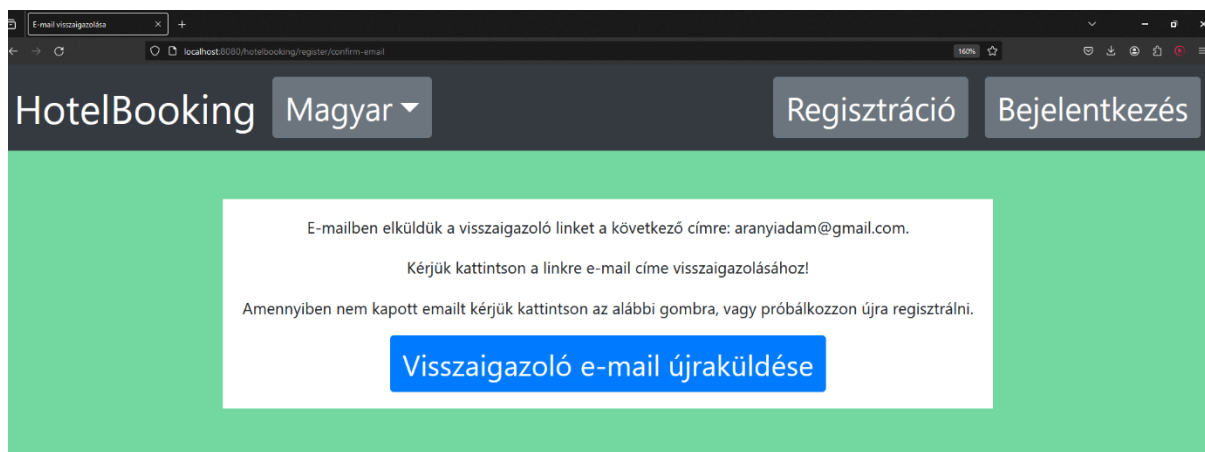 E-mail visszaigazolása
localhost:8080/hotelbooking/register/confirm-email
160%
HotelBooking Magyar Regisztráció Bejelentkezés
E-mailben elküldük a visszaigazoló linket a következő címre: aranyiadam@gmail.com.
Kérjük kattintson a linkre e-mail címe visszaigazolásához!
Amennyiben nem kapott emailt kérjük kattintson az alábbi gombra, vagy próbálkozzon újra regisztrálni.
Visszaigazoló e-mail újraküldése